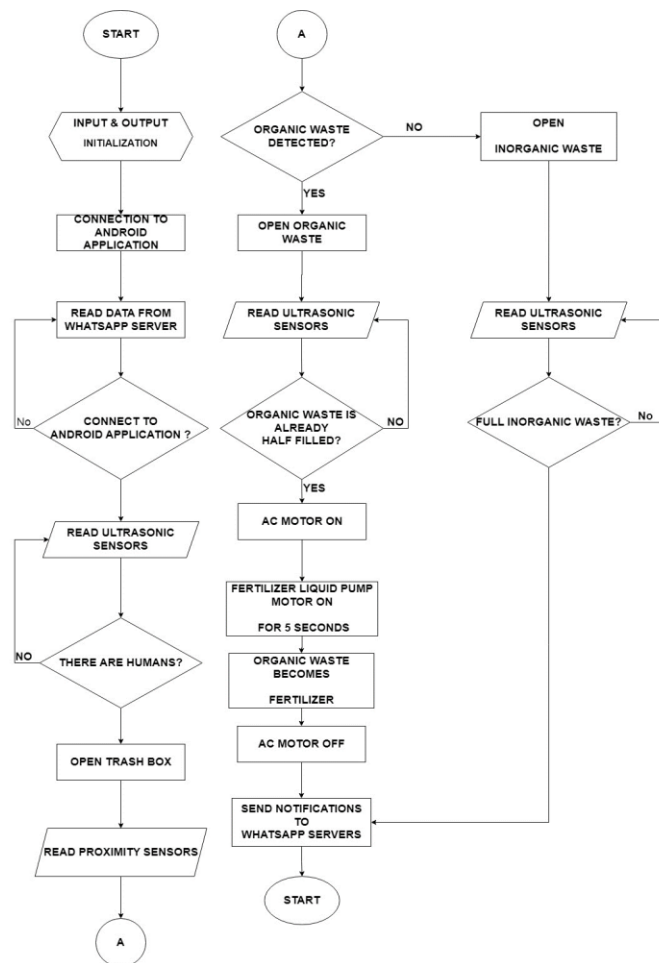 START
INPUT & OUTPUT
INITIALIZATION
CONNECTION TO
ANDROID
APPLICATION
READ DATA FROM
WHATSAPP SERVER
No
CONNECT TO
ANDROID APPLICATION ?
READ ULTRASONIC
SENSORS
NO
THERE ARE HUMANS?
OPEN TRASH BOX
READ PROXIMITY SENSORS
A
A
ORGANIC WASTE
DETECTED?
NO
YES
OPEN ORGANIC
WASTE
READ ULTRASONIC
SENSORS
ORGANIC WASTE IS
ALREADY
HALF FILLED?
NO
YES
AC MOTOR ON
FERTILIZER LIQUID PUMP
MOTOR ON
FOR 5 SECONDS
ORGANIC WASTE
BECOMES
FERTILIZER
AC MOTOR OFF
SEND NOTIFICATIONS
TO
WHATSAPP SERVERS
START
OPEN
INORGANIC WASTE
READ ULTRASONIC
SENSORS
FULL INORGANIC WASTE?
No